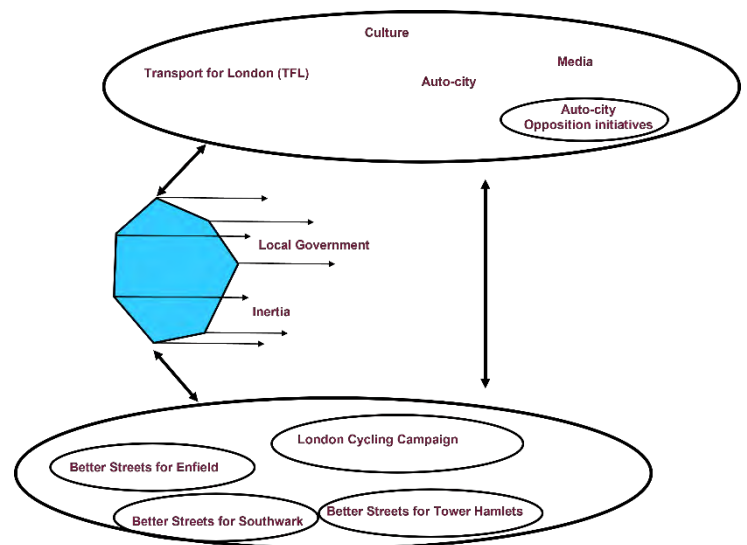 Culture
Transport for London (TFL)
Media
Auto-city
Auto-city
Opposition initiatives
Local Government
Inertia
London Cycling Campaign
Better Streets for Enfield
Better Streets for Southwark
Better Streets for Tower Hamlets